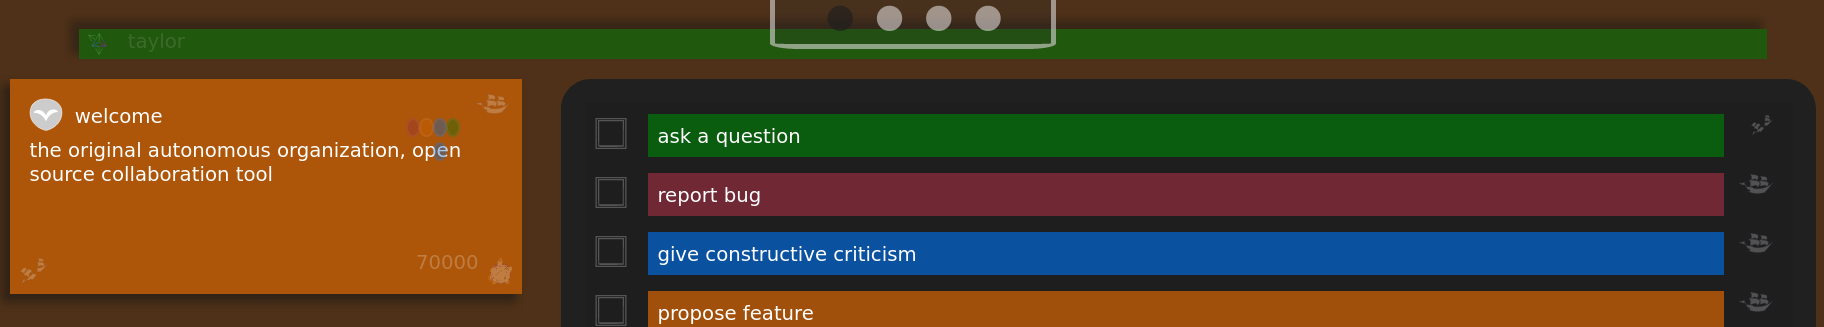 taylor
welcome
the original autonomous organization, open
source collaboration tool
70000
ask a question
report bug
give constructive criticism
propose feature